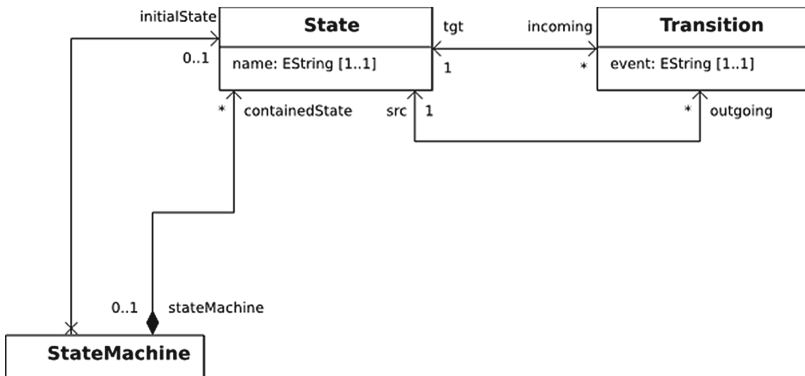 initialState
0..1
State
name: EString [1..1]
tgt
incoming
1
*
Transition
event: EString [1..1]
* containedState
src 1
* outgoing
0..1 stateMachine
StateMachine